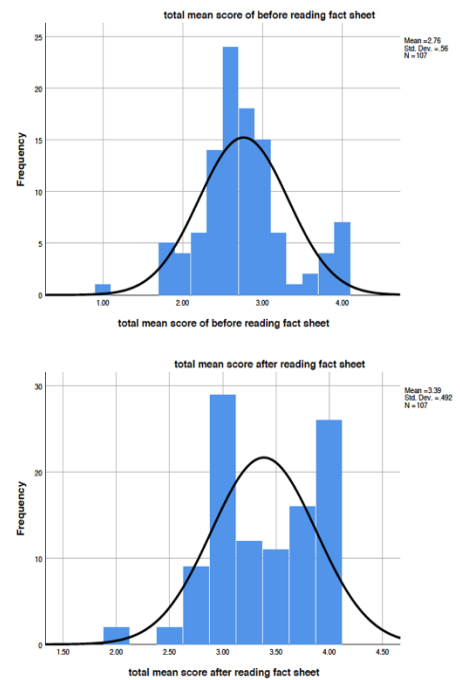 total mean score of before reading fact sheet
Mean =2.76
Std. Dev. =.56
N =107
Frequency
25
20
15
10
5
0
1.00 2.00 3.00 4.00
total mean score of before reading fact sheet
total mean score after reading fact sheet
Mean =3.39
Std. Dev. =.492
N =107
Frequency
30
20
10
0
1.50 2.00 2.50 3.00 3.50 4.00 4.50
total mean score after reading fact sheet